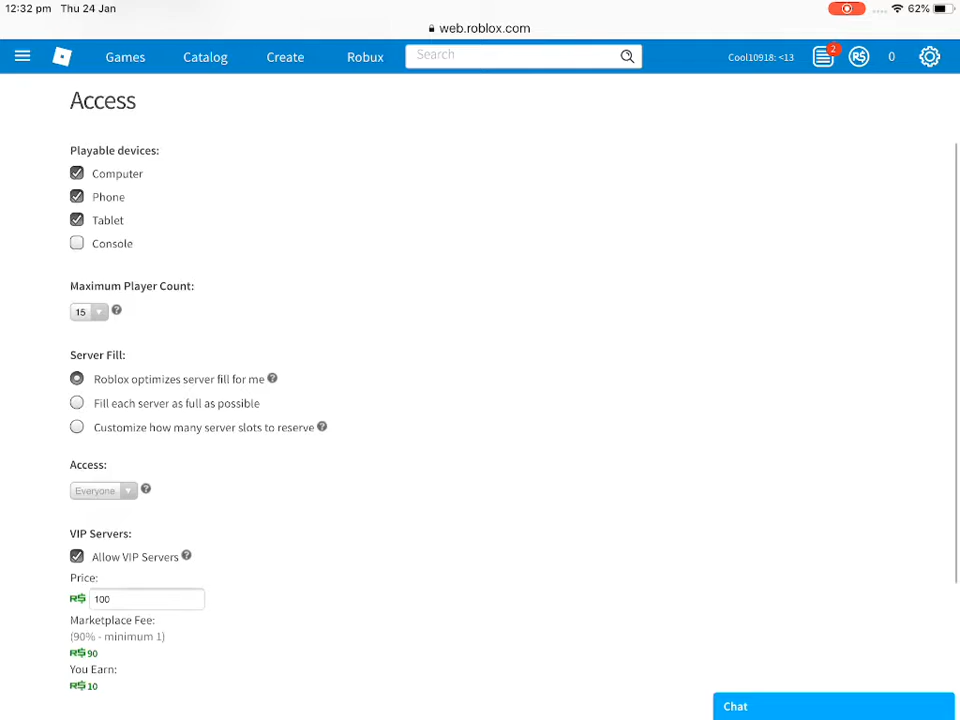 12:32 pm Thu 24 Jan
62%
web.roblox.com
Games Catalog Create Robux Search Cool10918: <13 2 R$ 0
Access
Playable devices:
Computer
Phone
Tablet
Console
Maximum Player Count:
15 ?
Server Fill:
Roblox optimizes server fill for me ?
Fill each server as full as possible
Customize how many server slots to reserve ?
Access:
Everyone ?
VIP Servers:
Allow VIP Servers ?
Price:
R$ 100
Marketplace Fee:
(90% - minimum 1)
R$ 90
You Earn:
R$ 10
Chat